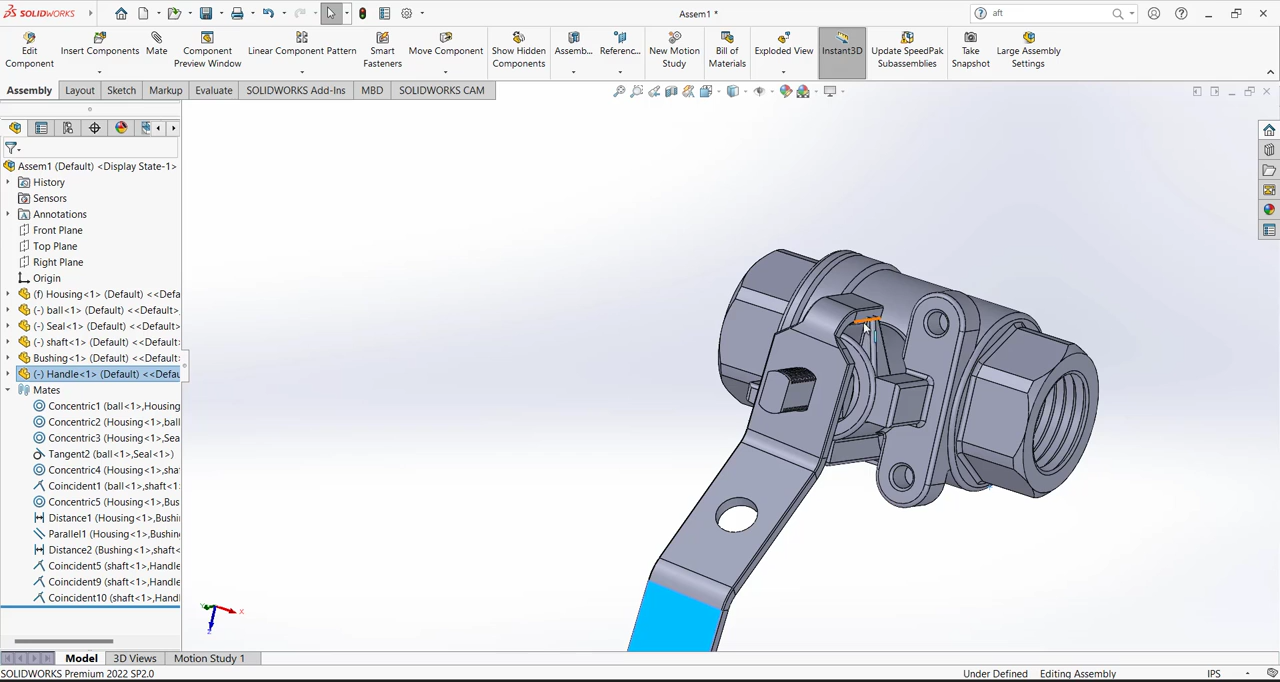 SOLIDWORKS
Assem1 *
aft
Edit Component
Insert Components
Mate
Component Preview Window
Linear Component Pattern
Smart Fasteners
Move Component
Show Hidden Components
Assemb...
Referenc...
New Motion Study
Bill of Materials
Exploded View
Instant3D
Update SpeedPak Subassemblies
Take Snapshot
Large Assembly Settings
Assembly
Layout
Sketch
Markup
Evaluate
SOLIDWORKS Add-Ins
MBD
SOLIDWORKS CAM
Assem1 (Default) <Display State-1>
History
Sensors
Annotations
Front Plane
Top Plane
Right Plane
Origin
(f) Housing<1> (Default) <<Defa
(-) ball<1> (Default) <<Default>
(-) Seal<1> (Default) <<Default>
(-) shaft<1> (Default) <<Default
Bushing<1> (Default) <<Default>
(-) Handle<1> (Default) <<Defau
Mates
Concentric1 (ball<1>,Housing
Concentric2 (Housing<1>,ball
Concentric3 (Housing<1>,Sea
Tangent2 (ball<1>,Seal<1>)
Concentric4 (Housing<1>,sha
Coincident1 (ball<1>,shaft<1
Concentric5 (Housing<1>,Bus
Distance1 (Housing<1>,Bushi
Parallel1 (Housing<1>,Bushin
Distance2 (Bushing<1>,shaft<
Coincident5 (shaft<1>,Handle
Coincident9 (shaft<1>,Handle
Coincident10 (shaft<1>,Handl
X
Y
Z
Model
3D Views
Motion Study 1
SOLIDWORKS Premium 2022 SP2.0
Under Defined
Editing Assembly
IPS